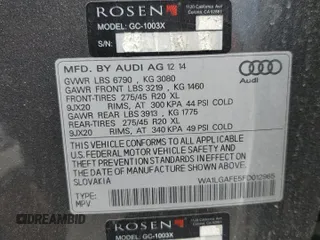 ROSEN
MODEL: GC-1003X
S/N:
MFD. BY AUDI AG 12 14
GVWR LBS 6790 , KG 3080
GAWR FRONT LBS 3219 , KG 1460
FRONT-TIRES 275/45 R20 XL
9JX20 RIMS, AT 300 KPA 44 PSI COLD
GAWR REAR LBS 3913 , KG 1775
REAR-TIRES 275/45 R20 XL
9JX20 RIMS, AT 340 KPA 49 PSI COLD
Audi
THIS VEHICLE CONFORMS TO ALL APPLICABLE
U.S. FEDERAL MOTOR VEHICLE SAFETY AND
THEFT PREVENTION STANDARDS IN EFFECT
ON THE DATE OF MANUFACTURE SHOWN ABOVE.
SLOVAKIA
TYPE: WA1LGAFE5FD012965
MPV
ROSEN
MODEL: GC-1003X
©IDREAMBID